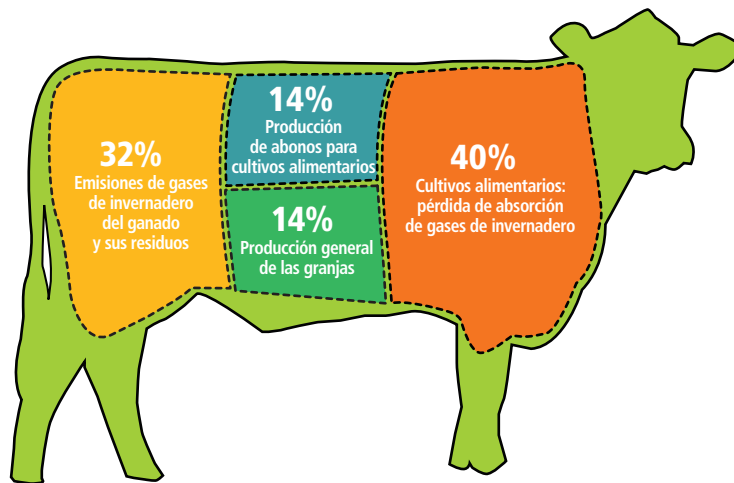 32%
Emisiones de gases
de invernadero
del ganado
y sus residuos
14%
Producción
de abonos para
cultivos alimentarios
14%
Producción general
de las granjas
40%
Cultivos alimentarios:
pérdida de absorción
de gases de invernadero